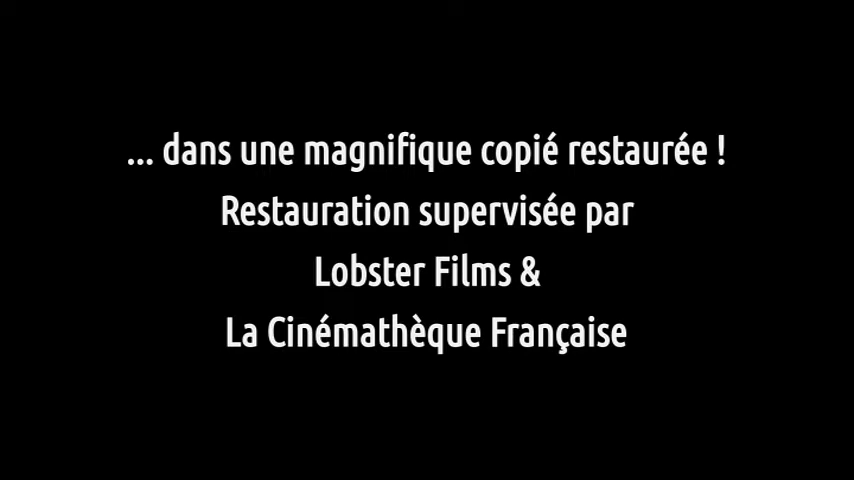 ... dans une magnifique copié restaurée !
Restauration supervisée par
Lobster Films &
La Cinémathèque Française